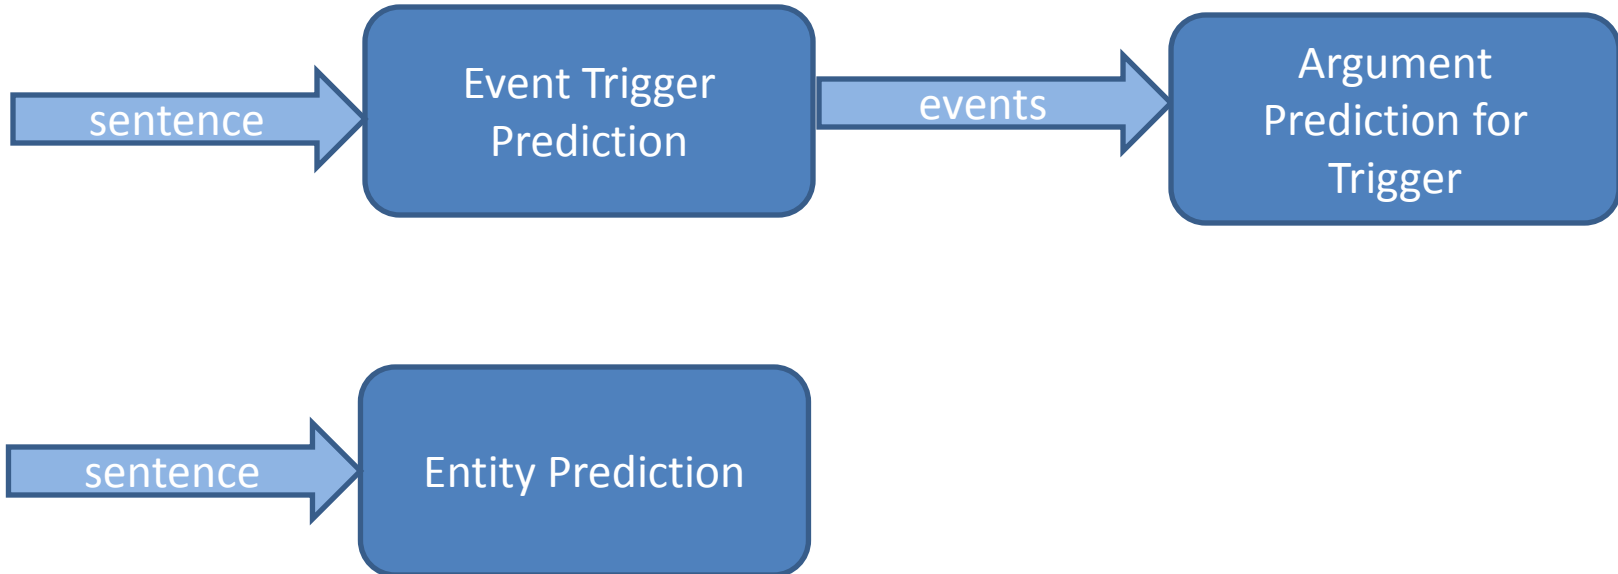 sentence
Event Trigger
Prediction
events
Argument
Prediction for
Trigger
sentence
Entity Prediction